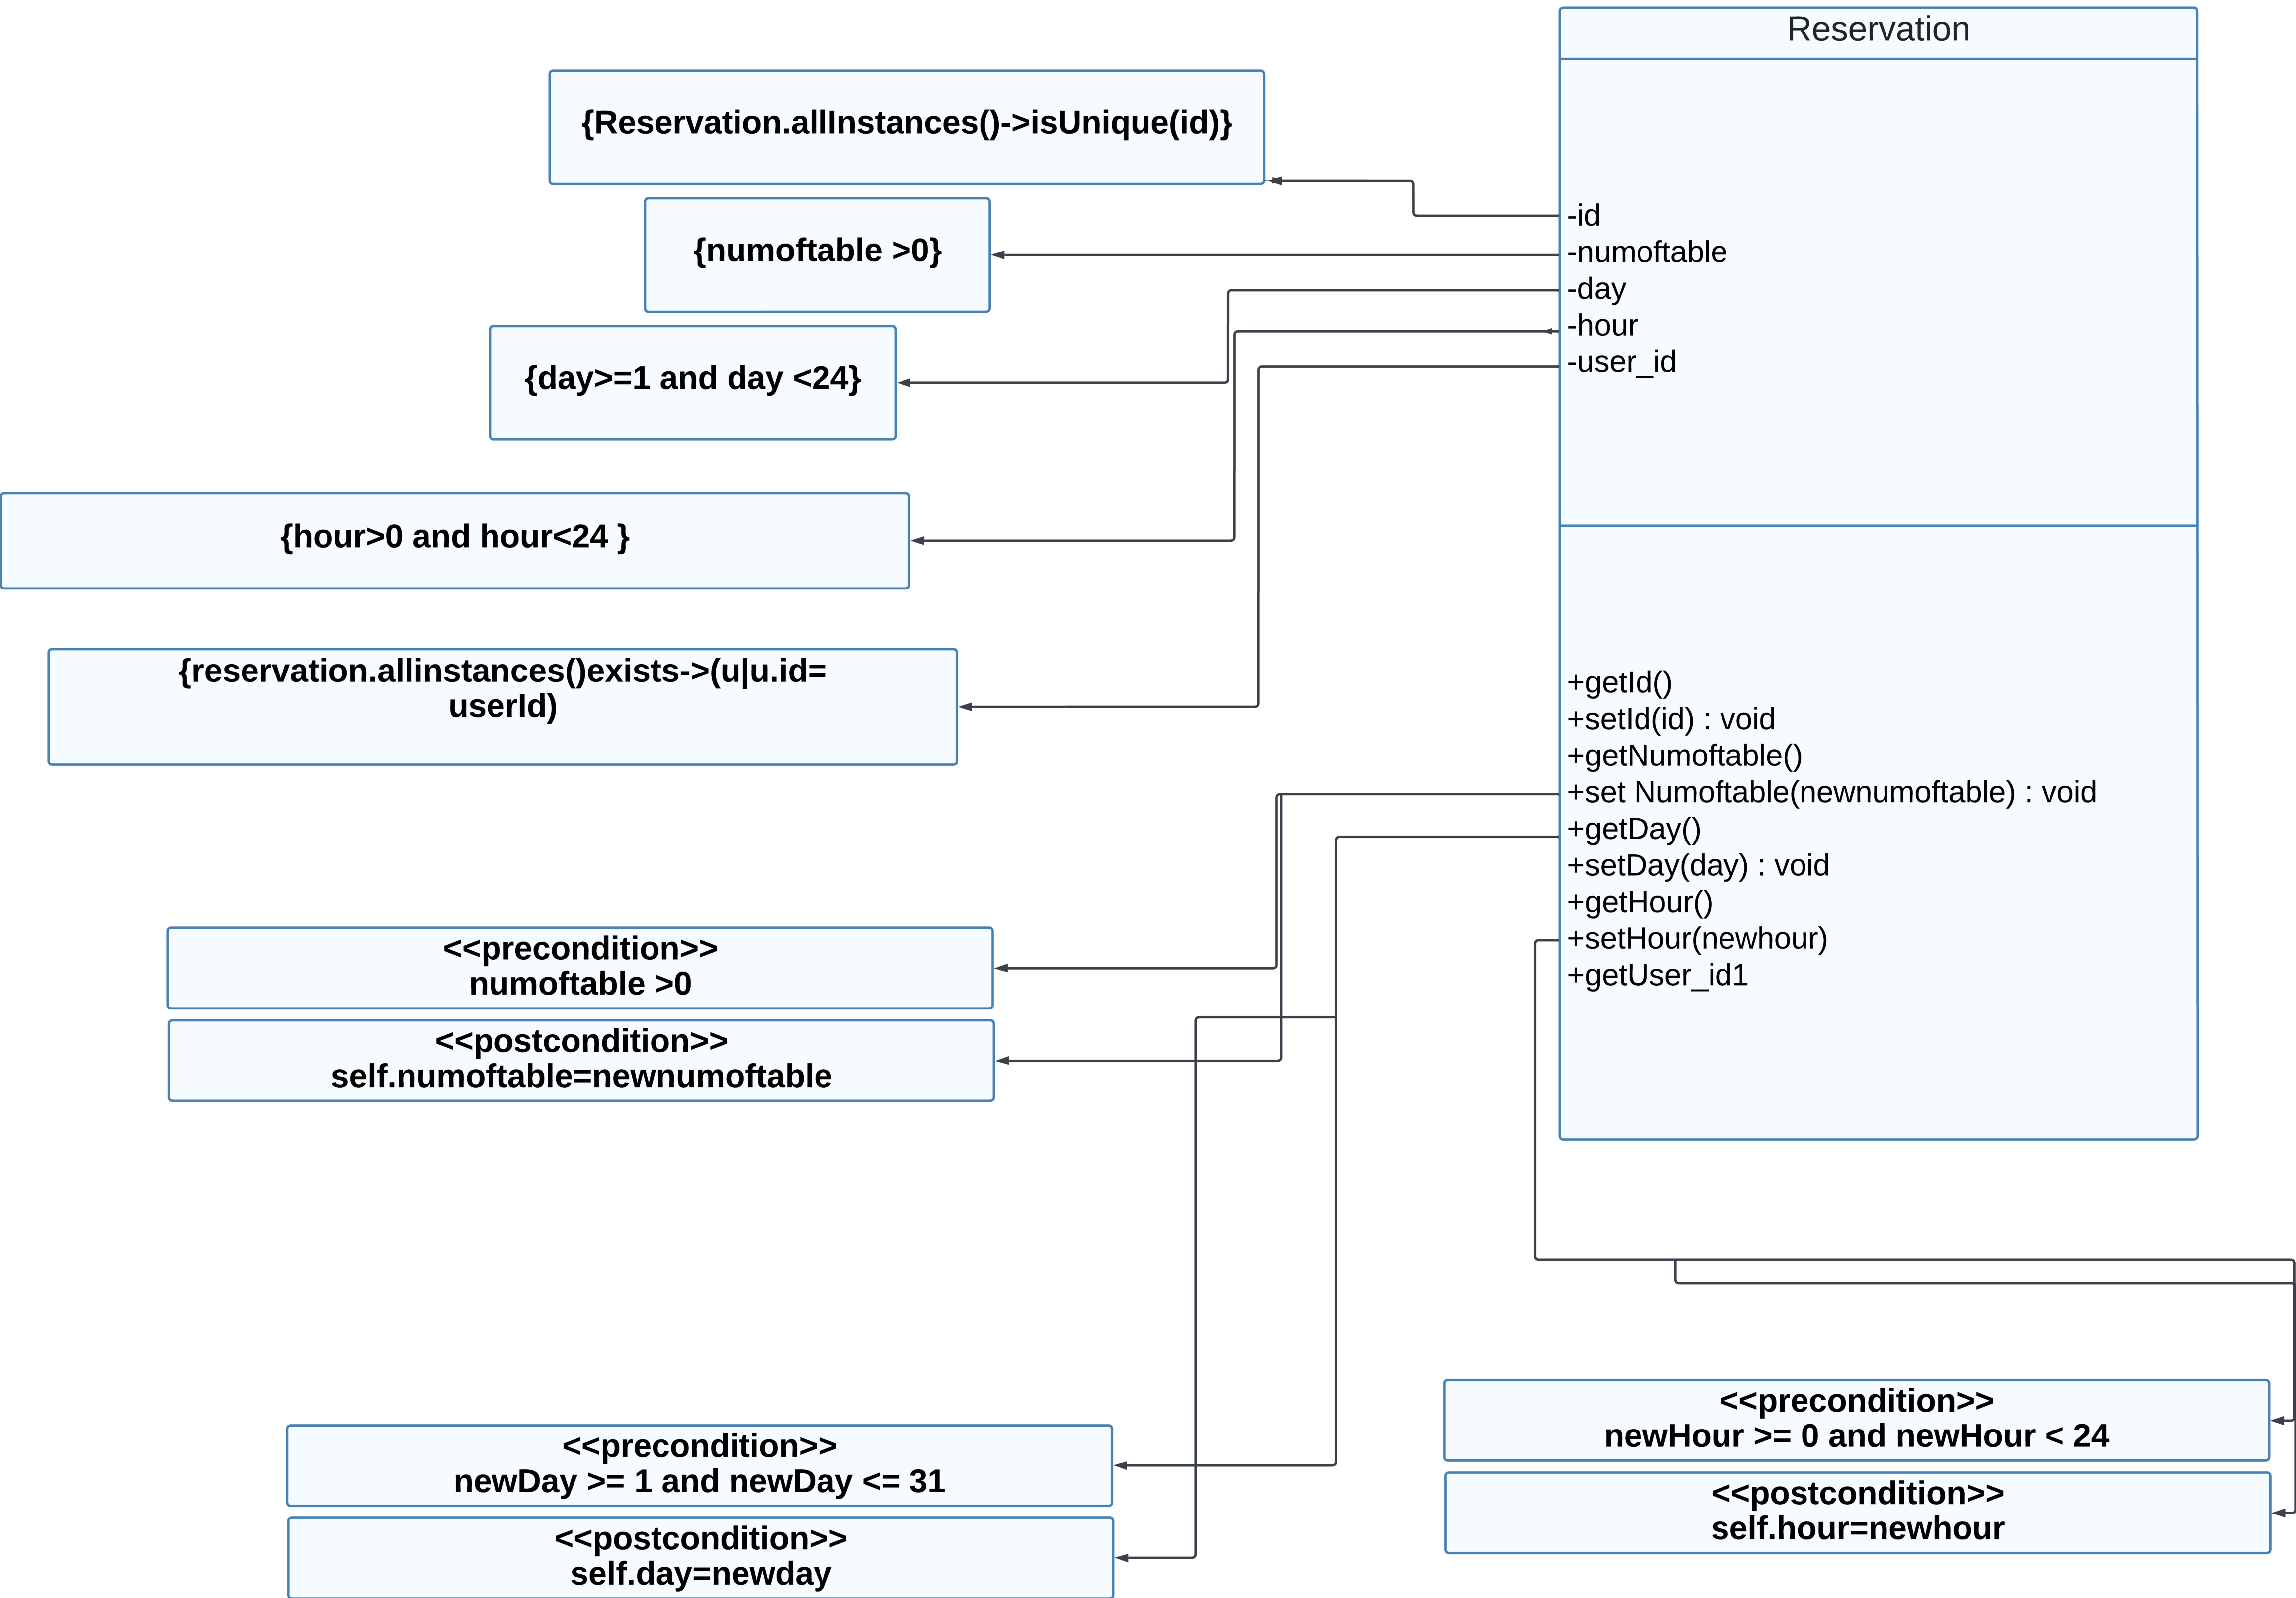 Reservation
{Reservation.allInstances()->isUnique(id)}
{numoftable >0}
{day>=1 and day <24}
{hour>0 and hour<24 }
{reservation.allinstances()exists->(u|u.id=
userId)
-id
-numoftable
-day
-hour
-user_id
+getId()
+setId(id) : void
+getNumoftable()
+set Numoftable(newnumoftable) : void
+getDay()
+setDay(day) : void
+getHour()
+setHour(newhour)
+getUser_id1
<<precondition>>
numoftable >0
<<postcondition>>
self.numoftable=newnumoftable
<<precondition>>
newDay >= 1 and newDay <= 31
<<postcondition>>
self.day=newday
<<precondition>>
newHour >= 0 and newHour < 24
<<postcondition>>
self.hour=newhour